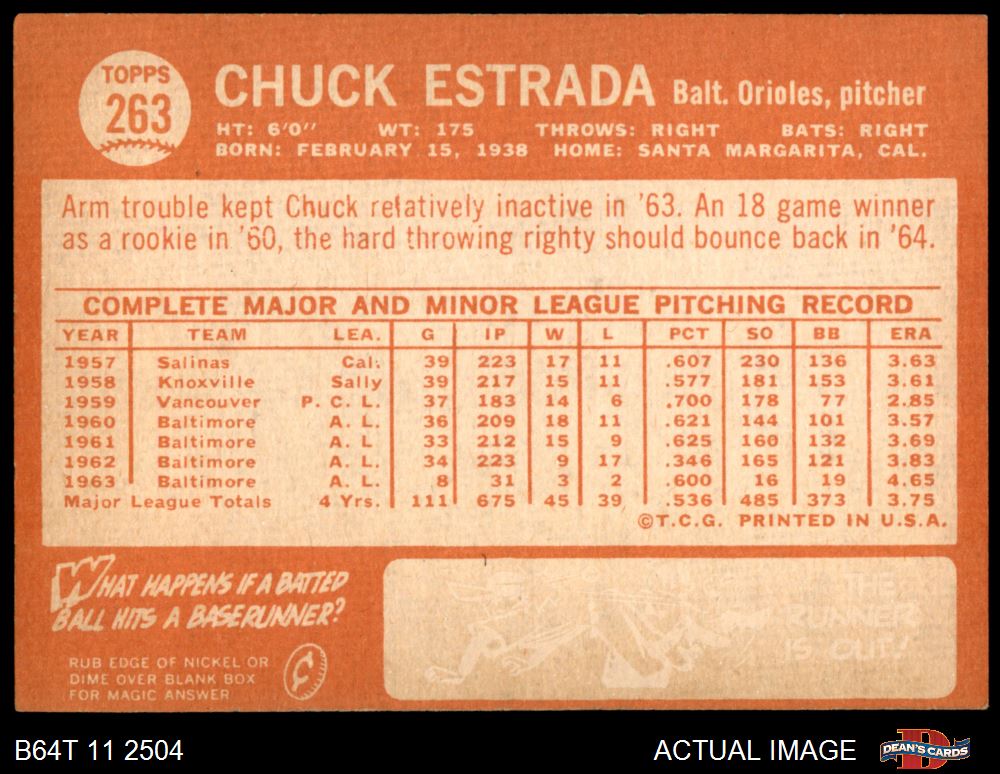 TOPPS
263
CHUCK ESTRADA Balt. Orioles, pitcher
HT: 6'0" WT: 175 THROWS: RIGHT BATS: RIGHT
BORN: FEBRUARY 15, 1938 HOME: SANTA MARGARITA, CAL.
Arm trouble kept Chuck relatively inactive in '63. An 18 game winner
as a rookie in '60, the hard throwing righty should bounce back in '64.
COMPLETE MAJOR AND MINOR LEAGUE PITCHING RECORD
YEAR TEAM LEA. G IP W L PCT SO BB ERA
1957 Salinas Cal. 39 223 17 11 .607 230 136 3.63
1958 Knoxville Sally 39 217 15 11 .577 181 153 3.61
1959 Vancouver P. C. L. 37 183 14 6 .700 178 77 2.85
1960 Baltimore A. L. 36 209 18 11 .621 144 101 3.57
1961 Baltimore A. L. 33 212 15 9 .625 160 132 3.69
1962 Baltimore A. L. 34 223 9 17 .346 165 121 3.83
1963 Baltimore A. L. 8 31 3 2 .600 16 19 4.65
Major League Totals 4 Yrs. 111 675 45 39 .536 485 373 3.75
©T.C.G. PRINTED IN U.S.A.
WHAT HAPPENS IF A BATTED
BALL HITS A BASERUNNER?
RUB EDGE OF NICKEL OR
DIME OVER BLANK BOX
FOR MAGIC ANSWER
THE
RUNNER
IS OUT!
B64T 11 2504 ACTUAL IMAGE DEAN'S CARDS